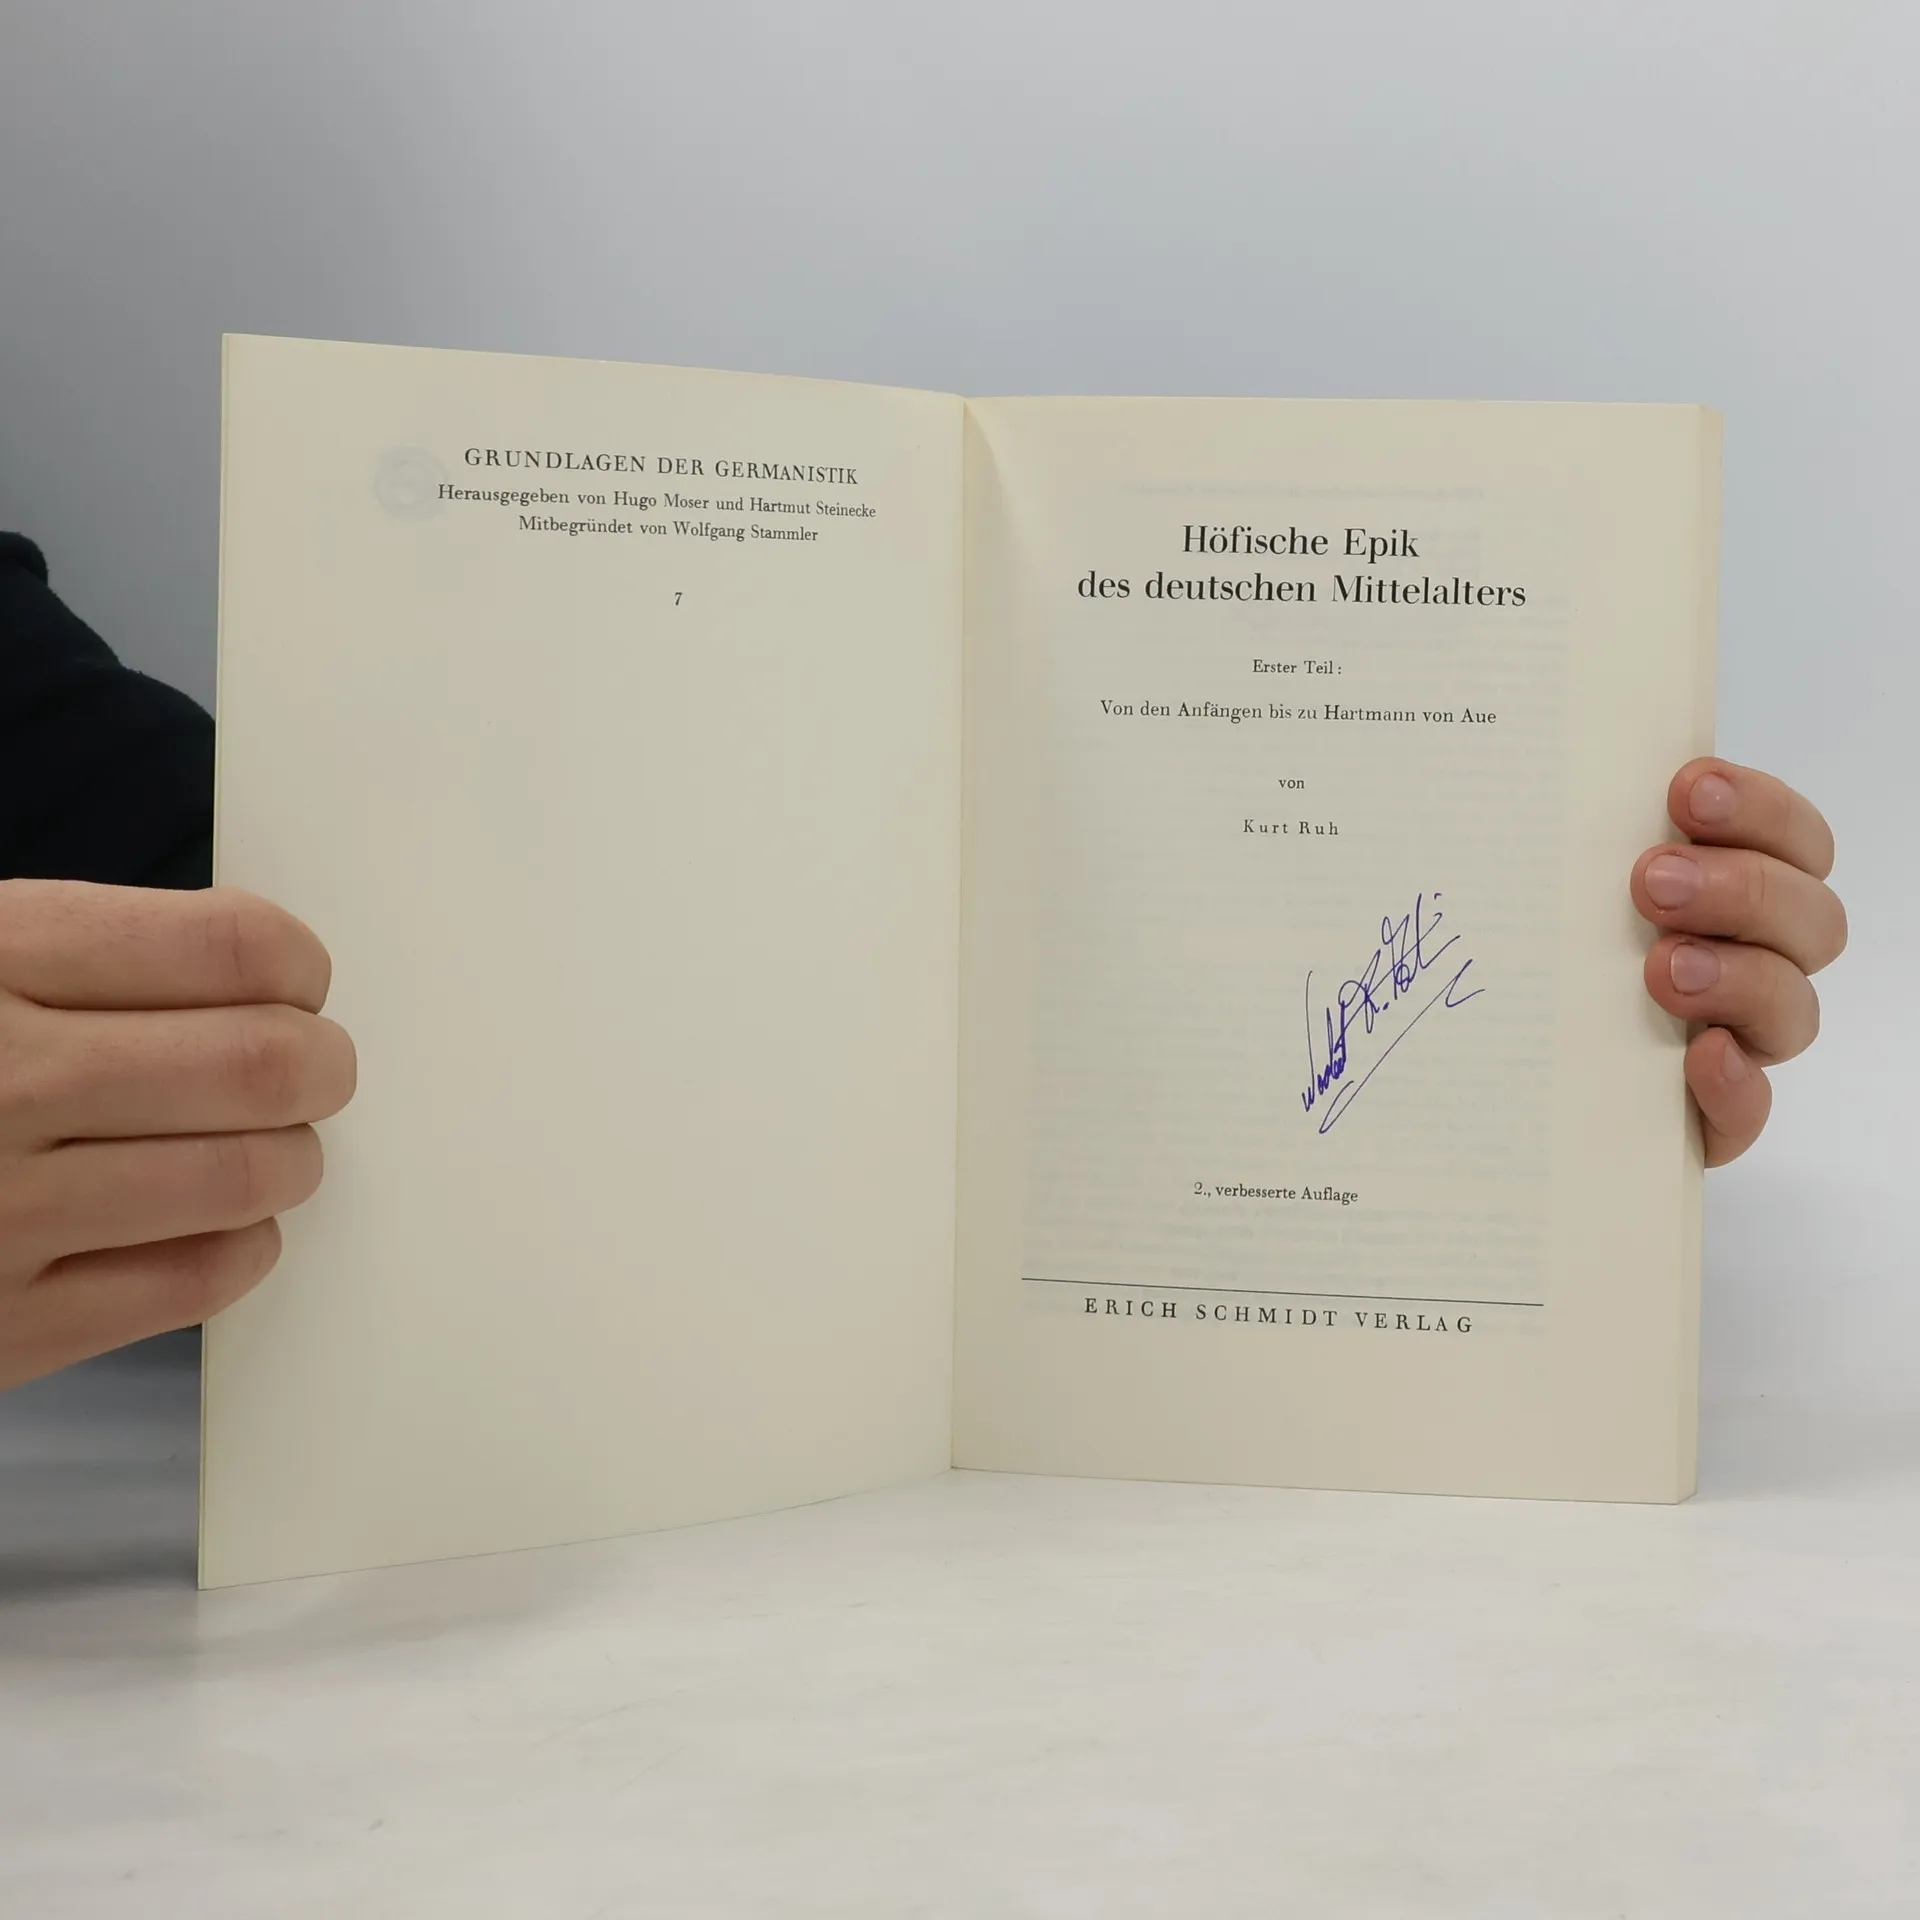 GRUNDLAGEN DER GERMANISTIK
Herausgegeben von Hugo Moser und Hartmut Steinecke
Mitbegründet von Wolfgang Stammler
7
Höfische Epik
des deutschen Mittelalters
Erster Teil:
Von den Anfängen bis zu Hartmann von Aue
von
Kurt Ruh
2., verbesserte Auflage
ERICH SCHMIDT VERLAG